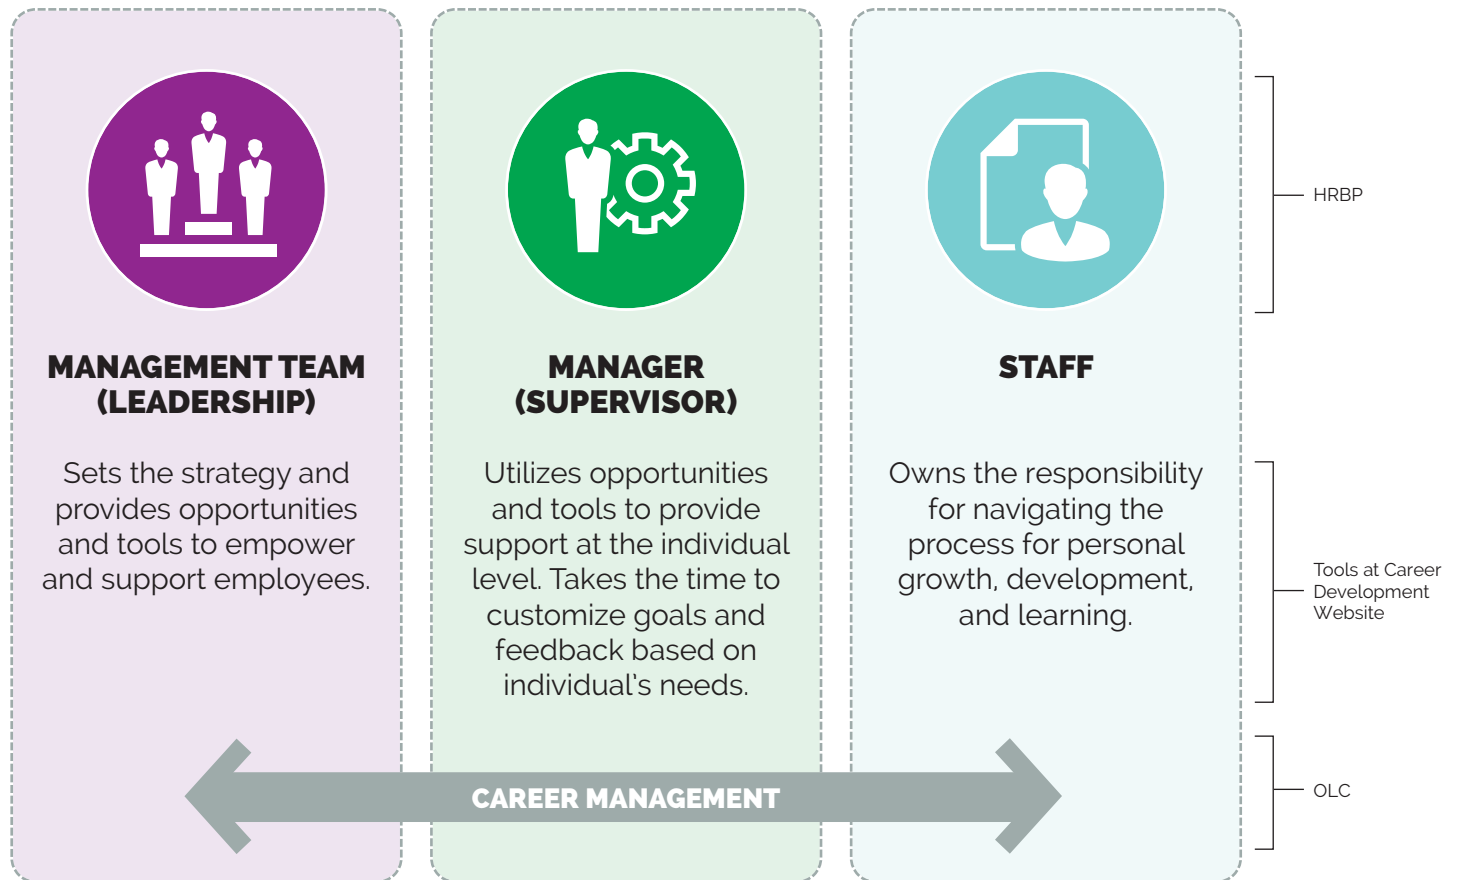 MANAGEMENT TEAM
(LEADERSHIP)
Sets the strategy and
provides opportunities
and tools to empower
and support employees.
MANAGER
(SUPERVISOR)
Utilizes opportunities
and tools to provide
support at the individual
level. Takes the time to
customize goals and
feedback based on
individual's needs.
STAFF
Owns the responsibility
for navigating the
process for personal
growth, development,
and learning.
CAREER MANAGEMENT
HRBP
Tools at Career
Development
Website
OLC